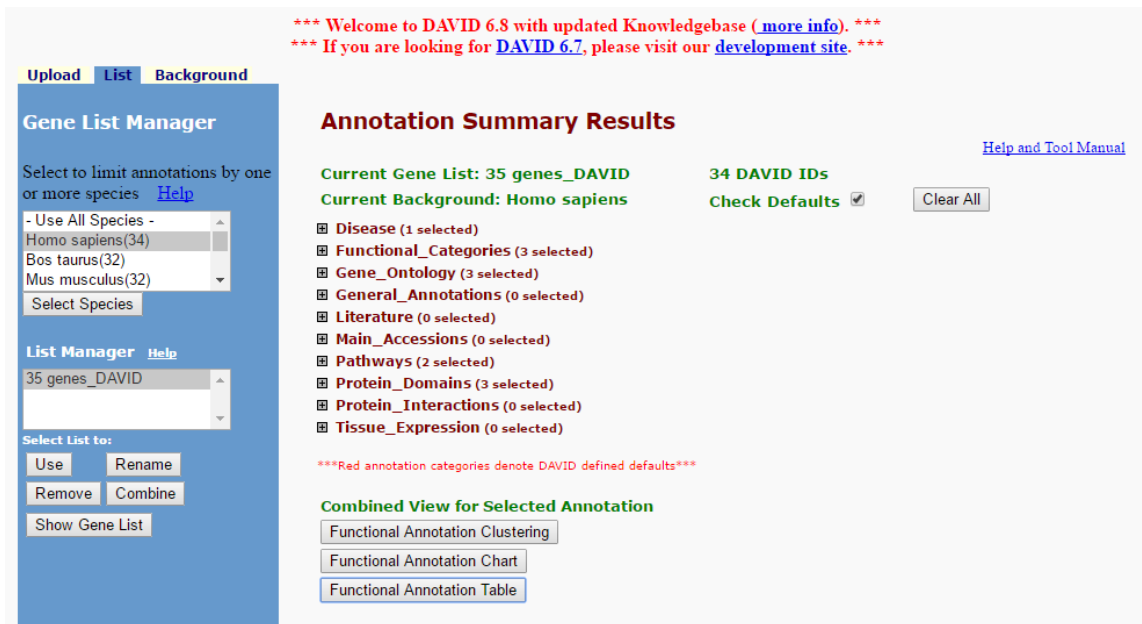 *** Welcome to DAVID 6.8 with updated Knowledgebase ( more info). ***
*** If you are looking for DAVID 6.7, please visit our development site. ***
Upload List Background
Gene List Manager
Select to limit annotations by one
or more species Help
- Use All Species -
Homo sapiens(34)
Bos taurus(32)
Mus musculus(32)
Select Species
List Manager Help
35 genes_DAVID
Select List to:
Use Rename
Remove Combine
Show Gene List
Annotation Summary Results
Help and Tool Manual
Current Gene List: 35 genes_DAVID 34 DAVID IDs
Current Background: Homo sapiens Check Defaults Clear All
Disease (1 selected)
Functional_Categories (3 selected)
Gene_Ontology (3 selected)
General_Annotations (0 selected)
Literature (0 selected)
Main_Accessions (0 selected)
Pathways (2 selected)
Protein_Domains (3 selected)
Protein_Interactions (0 selected)
Tissue_Expression (0 selected)
***Red annotation categories denote DAVID defined defaults***
Combined View for Selected Annotation
Functional Annotation Clustering
Functional Annotation Chart
Functional Annotation Table